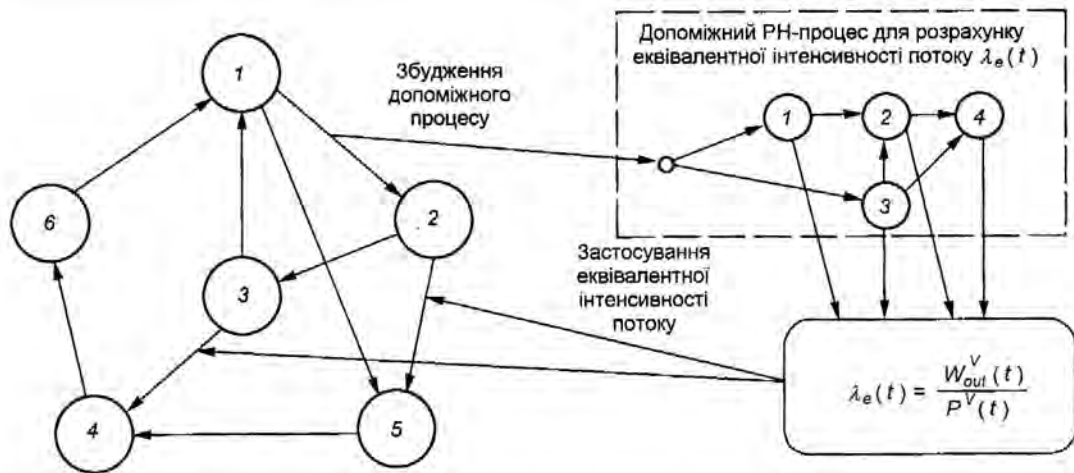 1
2
3
4
5
6
Збудження
допоміжного
процесу
Допоміжний РН-процес для розрахунку
еквівалентної інтенсивності потоку λe(t)
1
2
4
3
Застосування
еквівалентної
інтенсивності
потоку
λe(t) = W^V_out(t) / P^V(t)